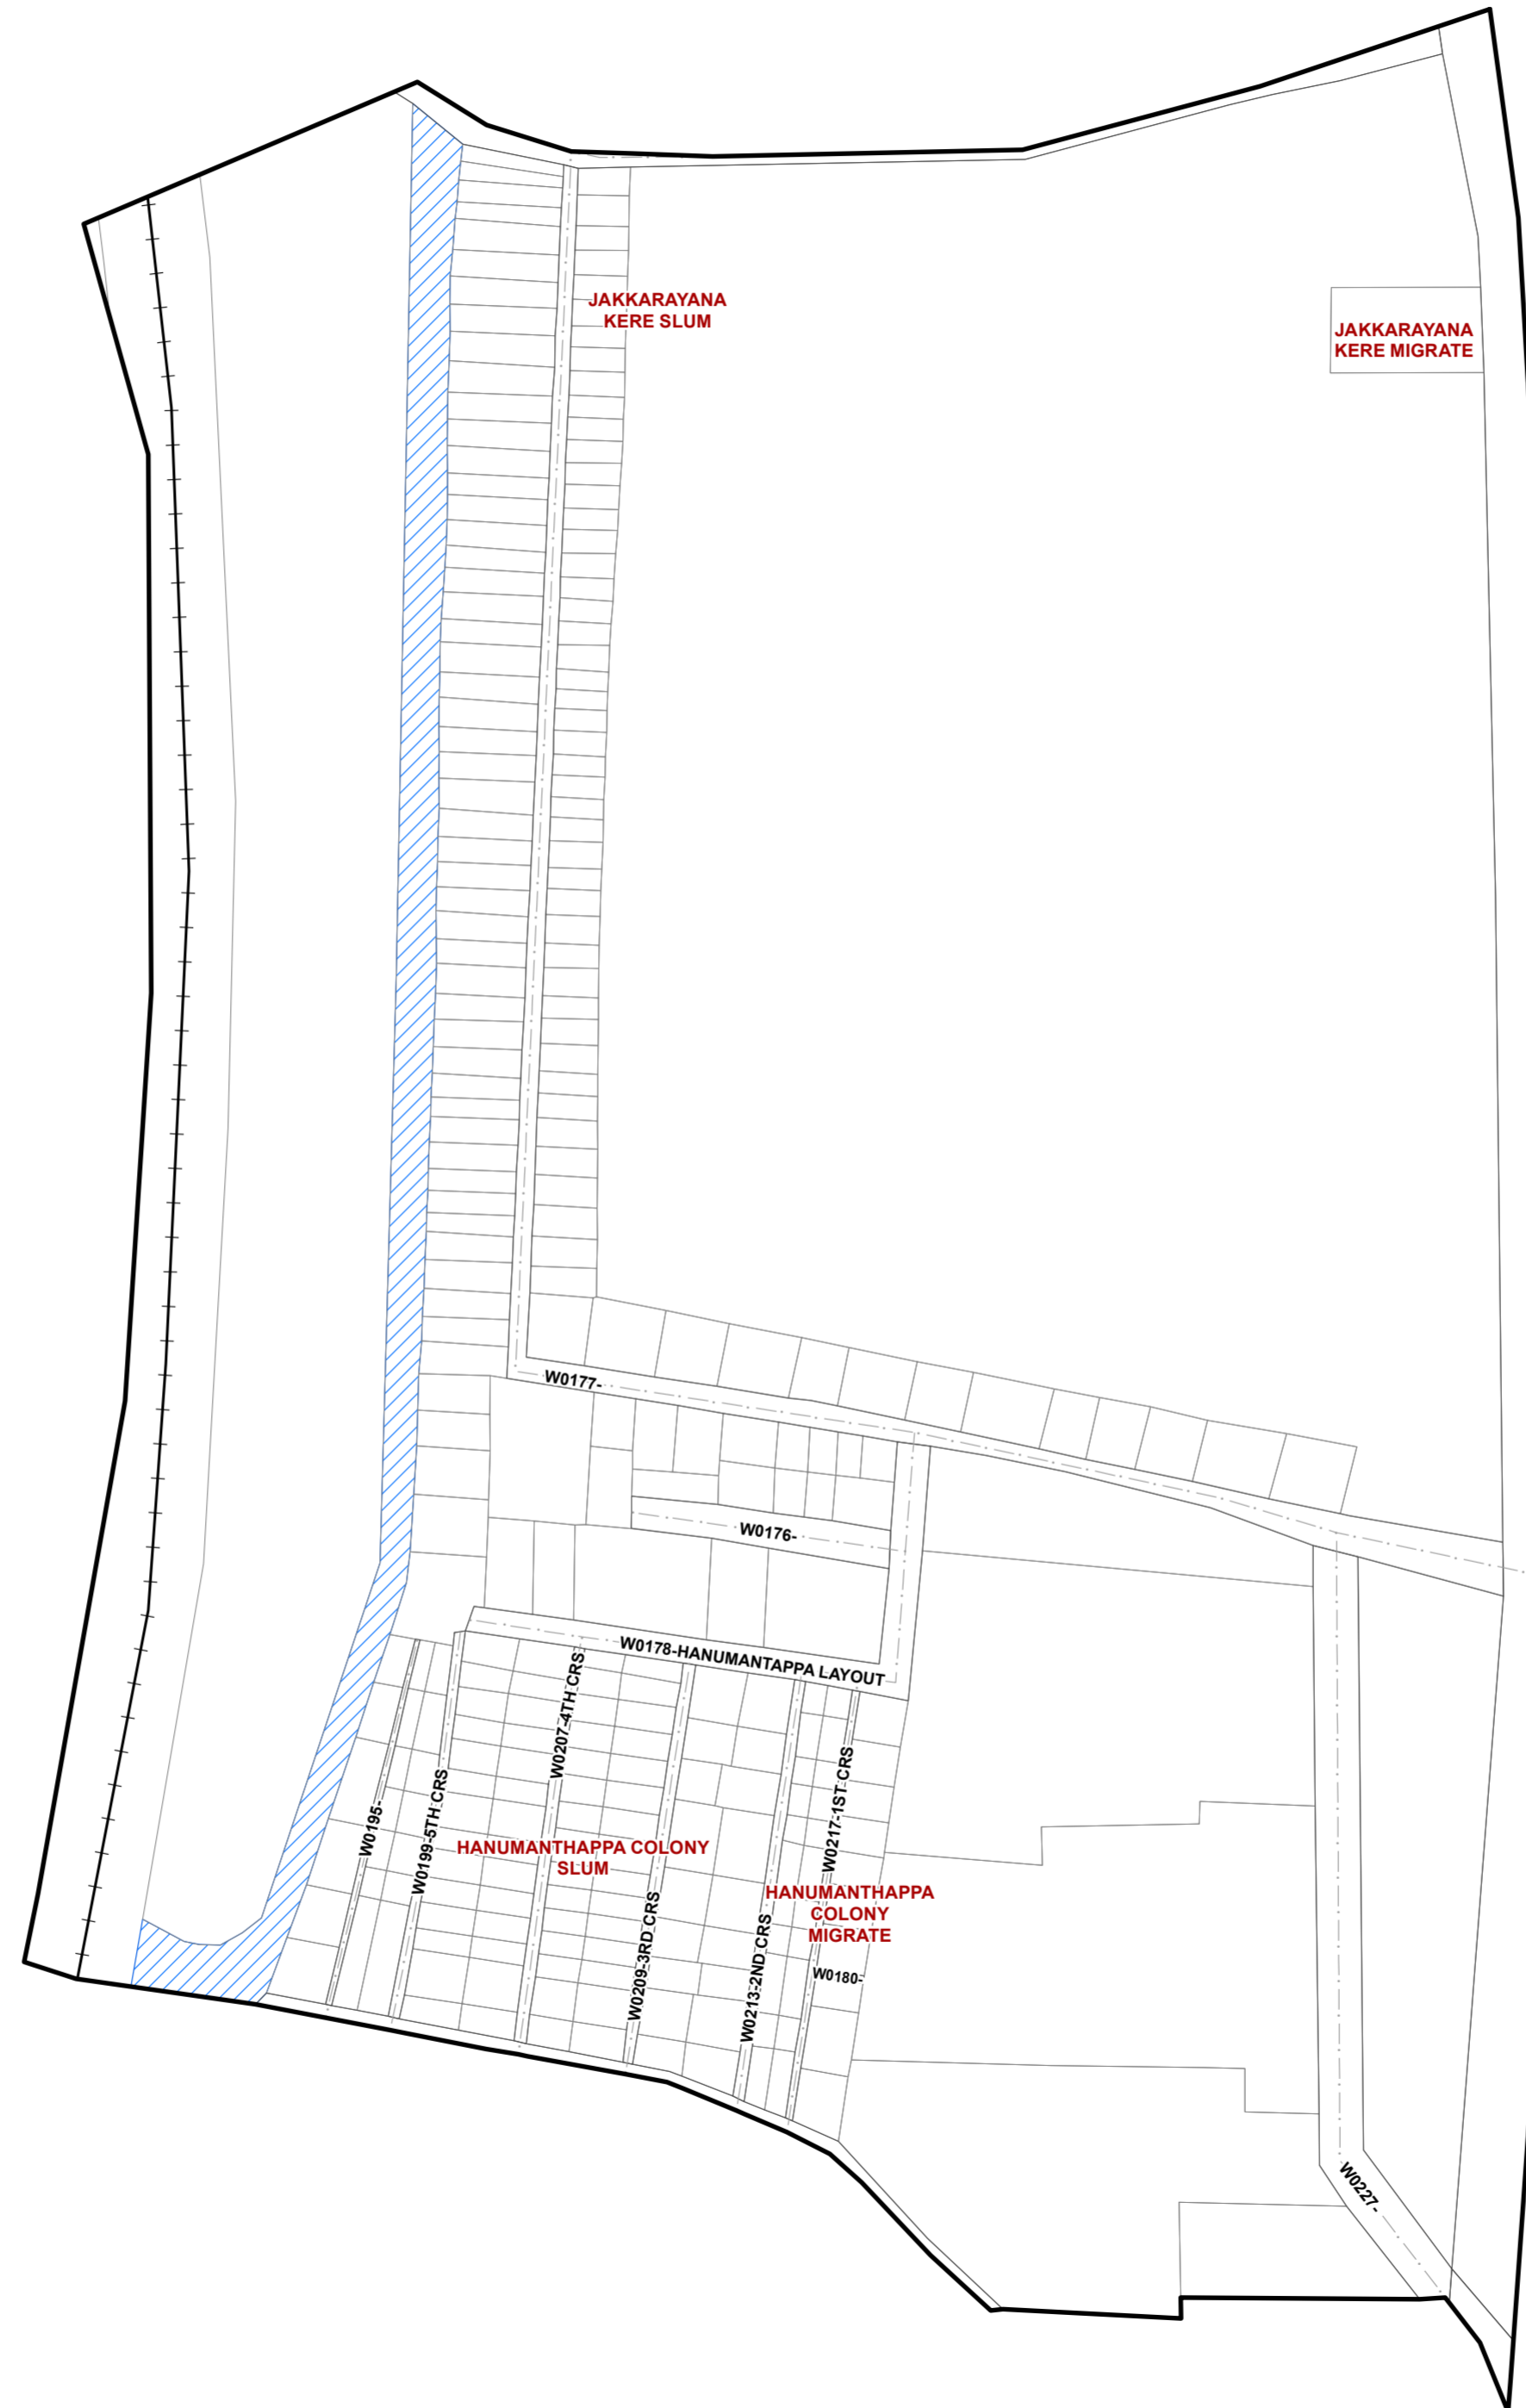 JAKKARAYANA
KERE SLUM
JAKKARAYANA
KERE MIGRATE
W0177-
W0176-
W0178-HANUMANTAPPA LAYOUT
W0207-4TH CRS
W0195-
W0199-5TH CRS
W0217-1ST CRS
HANUMANTHAPPA COLONY
SLUM
HANUMANTHAPPA
COLONY
MIGRATE
W0209-3RD CRS
W0213-2ND CRS
W0180-
W0227-